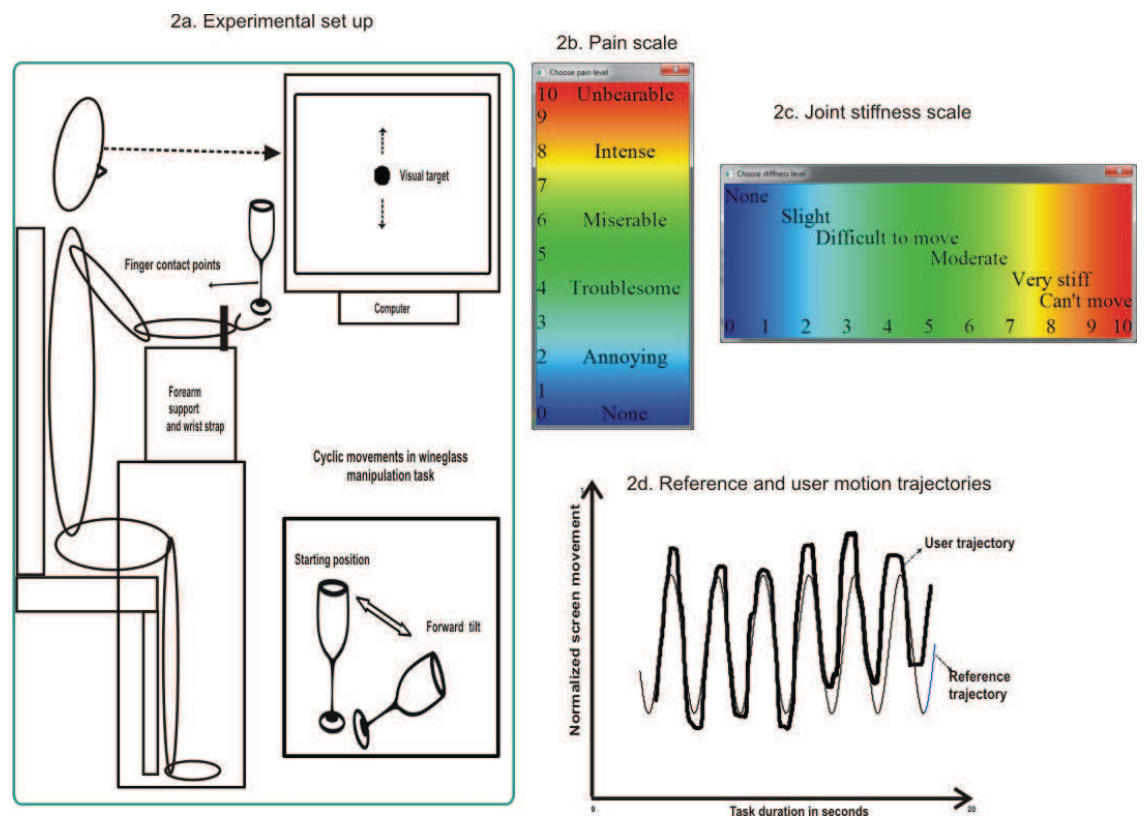 2a. Experimental set up
Visual target
Finger contact points
Computer
Forearm
support
and wrist strap
Cyclic movements in wineglass
manipulation task
Starting position
Forward tilt
2b. Pain scale
Choose pain level
10 Unbearable
9
8 Intense
7
6 Miserable
5
4 Troublesome
3
2 Annoying
1
0 None
2c. Joint stiffness scale
Choose stiffness level
None
Slight
Difficult to move
Moderate
Very stiff
Can't move
0 1 2 3 4 5 6 7 8 9 10
2d. Reference and user motion trajectories
1
Normalized screen movement
User trajectory
Reference
trajectory
0
20
Task duration in seconds